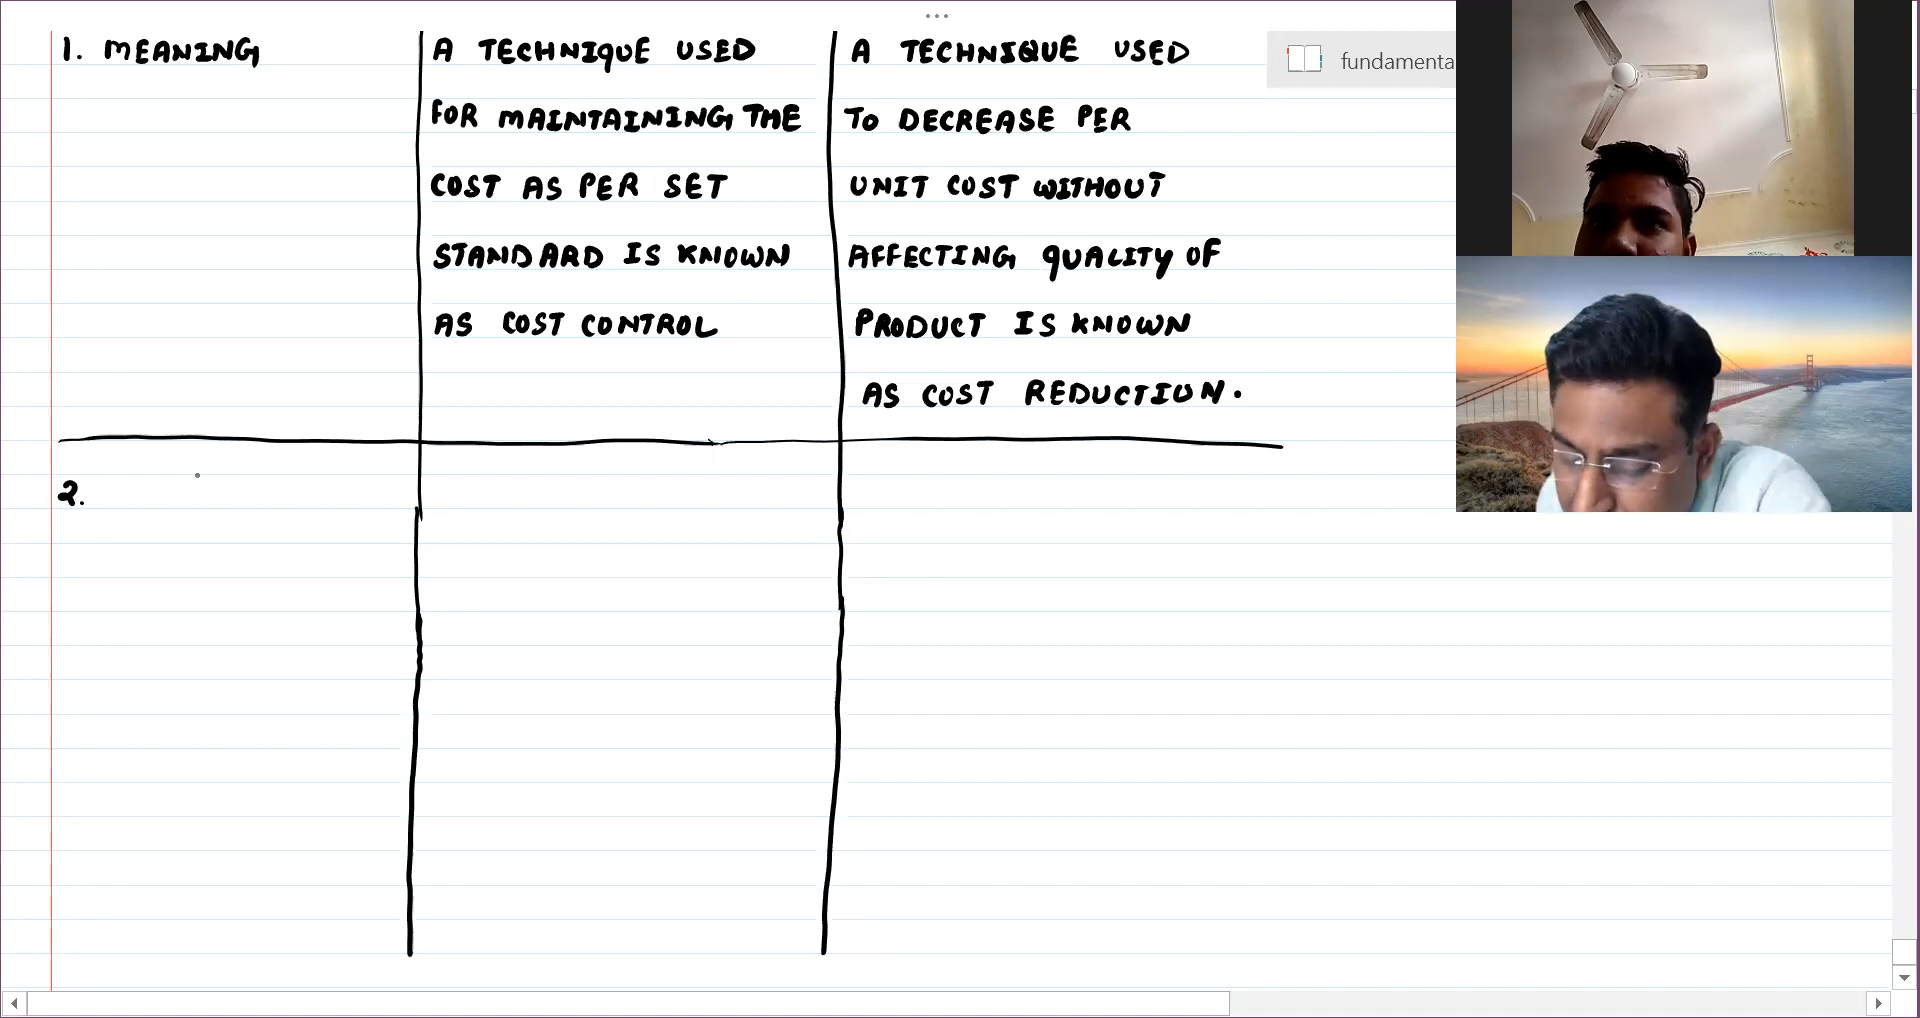 1. MEANING
A TECHNIQUE USED
FOR MAINTAINING THE
COST AS PER SET
STANDARD IS KNOWN
AS COST CONTROL
A TECHNIQUE USED
TO DECREASE PER
UNIT COST WITHOUT
AFFECTING QUALITY OF
PRODUCT IS KNOWN
AS COST REDUCTION.
2.
fundamenta